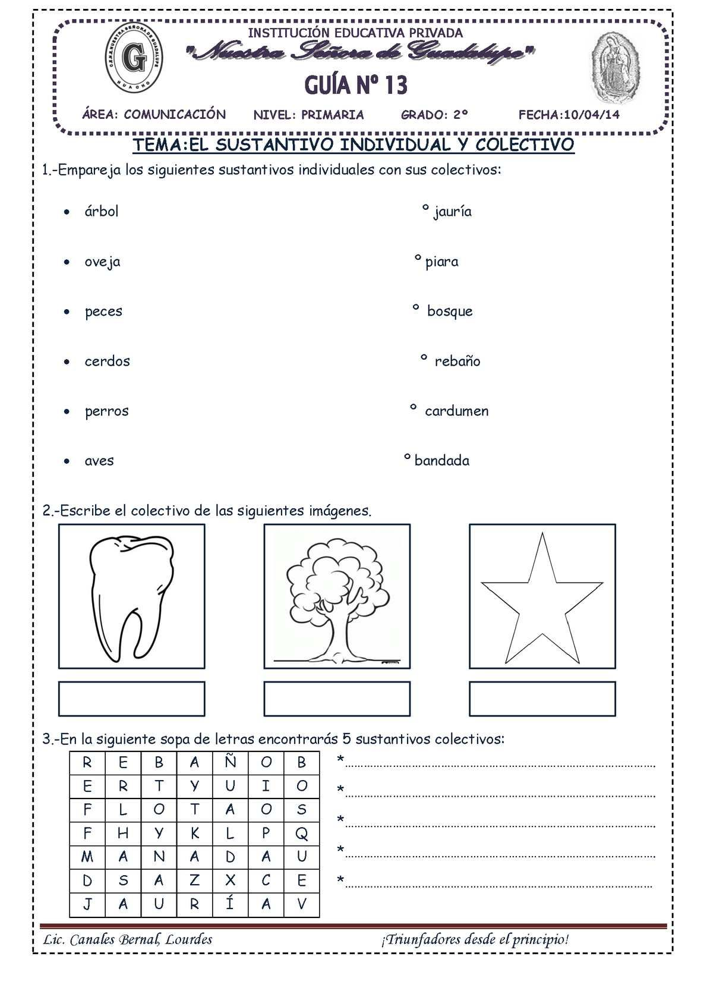 INSTITUCIÓN EDUCATIVA PRIVADA
"Nuestra Señora de Guadalupe"
GUÍA Nº 13
ÁREA: COMUNICACIÓN NIVEL: PRIMARIA GRADO: 2º FECHA:10/04/14
G
HUACHO
TEMA:EL SUSTANTIVO INDIVIDUAL Y COLECTIVO
1.-Empareja los siguientes sustantivos individuales con sus colectivos:
• árbol º jauría
• oveja º piara
• peces º bosque
• cerdos º rebaño
• perros º cardumen
• aves º bandada
2.-Escribe el colectivo de las siguientes imágenes.
3.-En la siguiente sopa de letras encontrarás 5 sustantivos colectivos:
R E B A Ñ O B
E R T Y U I O
F L O T A O S
F H Y K L P Q
M A N A D A U
D S A Z X C E
J A U R Í A V
*……………………………………………………………………………….
*……………………………………………………………………………….
*……………………………………………………………………………….
*……………………………………………………………………………….
*………………………………………………………………………………
Lic. Canales Bernal, Lourdes ¡Triunfadores desde el principio!